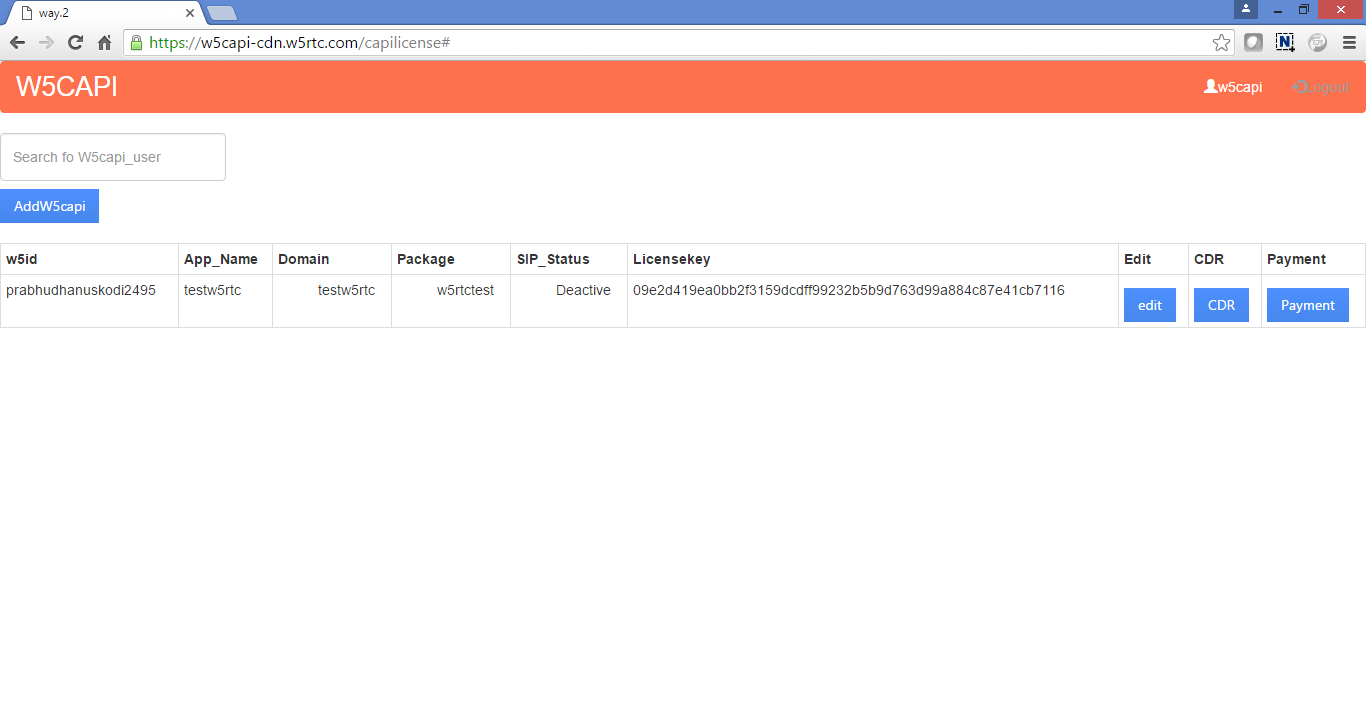 way.2
https://w5capi-cdn.w5rtc.com/capilicense#
W5CAPI
w5capi
Logout
Search fo W5capi_user
AddW5capi
w5id App_Name Domain Package SIP_Status Licensekey Edit CDR Payment
prabhudhanuskodi2495 testw5rtc testw5rtc w5rtctest Deactive 09e2d419ea0bb2f3159dcdff99232b5b9d763d99a884c87e41cb7116 edit CDR Payment